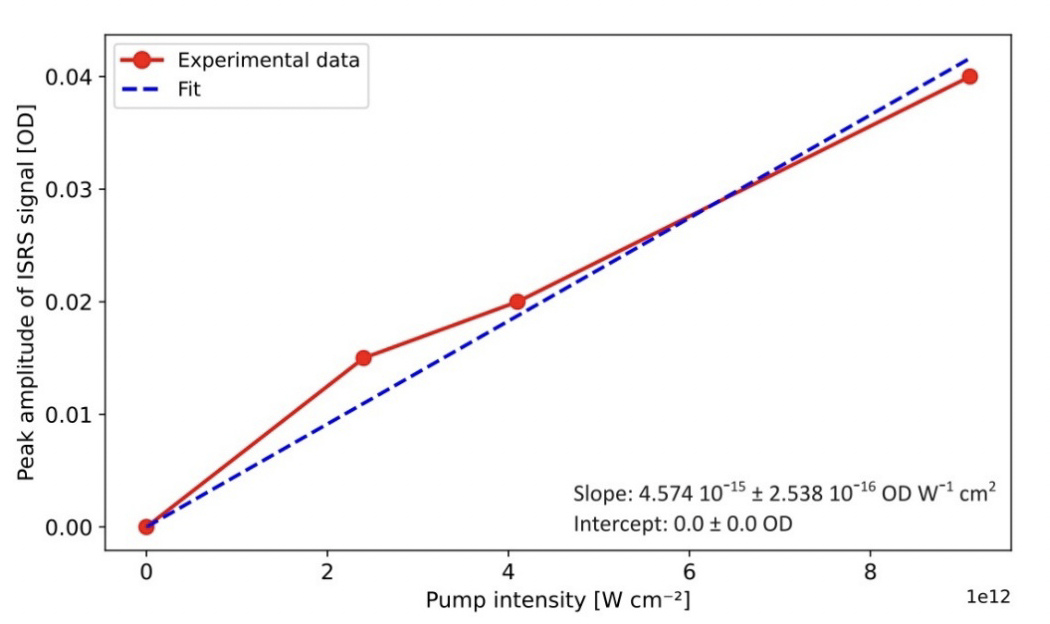 Experimental data
Fit
Peak amplitude of ISRS signal [OD]
0.04
0.03
0.02
0.01
0.00
Slope: 4.574 10⁻¹⁵ ± 2.538 10⁻¹⁶ OD W⁻¹ cm²
Intercept: 0.0 ± 0.0 OD
0 2 4 6 8
1e12
Pump intensity [W cm⁻²]